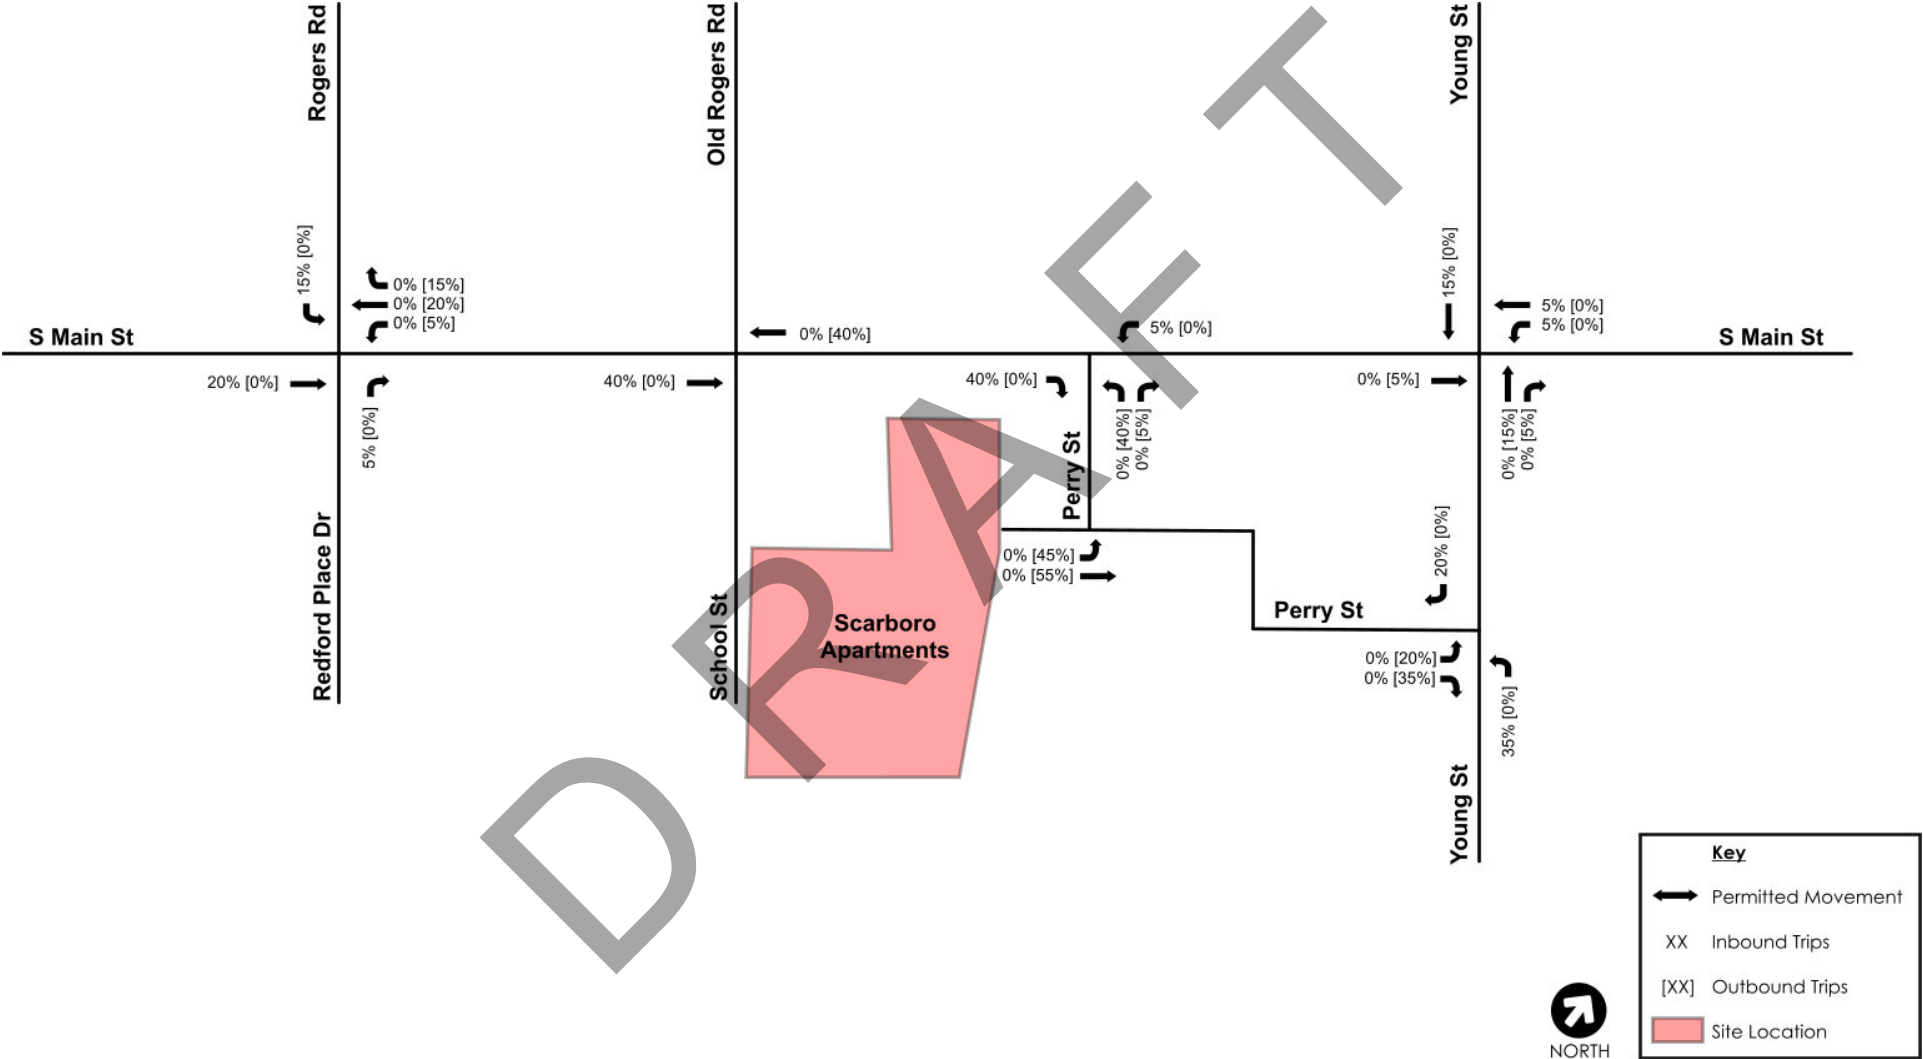 Rogers Rd
Old Rogers Rd
Young St
15% [0%]
0% [15%]
0% [20%]
0% [5%]
S Main St
0% [40%]
5% [0%]
15% [0%]
5% [0%]
5% [0%]
S Main St
20% [0%]
5% [0%]
40% [0%]
40% [0%]
Perry St
0% [40%]
0% [5%]
0% [5%]
0% [15%]
0% [5%]
Redford Place Dr
School St
Scarboro
Apartments
0% [45%]
0% [55%]
20% [0%]
Perry St
0% [20%]
0% [35%]
35% [0%]
Young St
DRAFT
Key
Permitted Movement
XX Inbound Trips
[XX] Outbound Trips
Site Location
NORTH